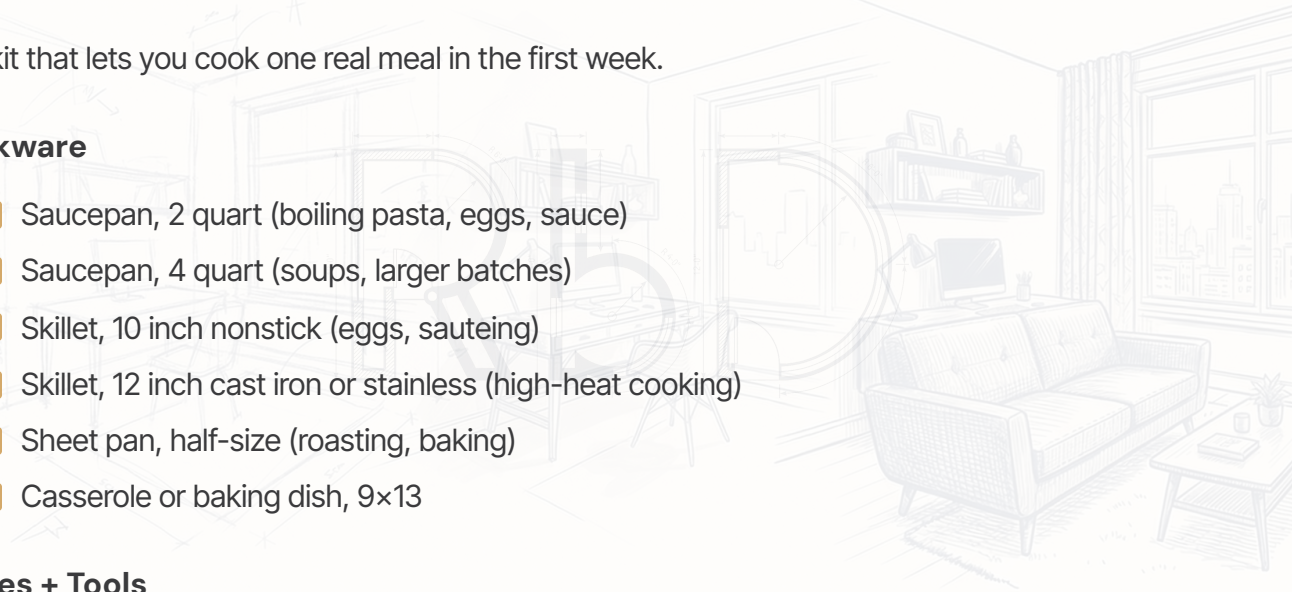 kit that lets you cook one real meal in the first week.
kware
Saucepan, 2 quart (boiling pasta, eggs, sauce)
Saucepan, 4 quart (soups, larger batches)
Skillet, 10 inch nonstick (eggs, sauteing)
Skillet, 12 inch cast iron or stainless (high-heat cooking)
Sheet pan, half-size (roasting, baking)
Casserole or baking dish, 9×13
es + Tools